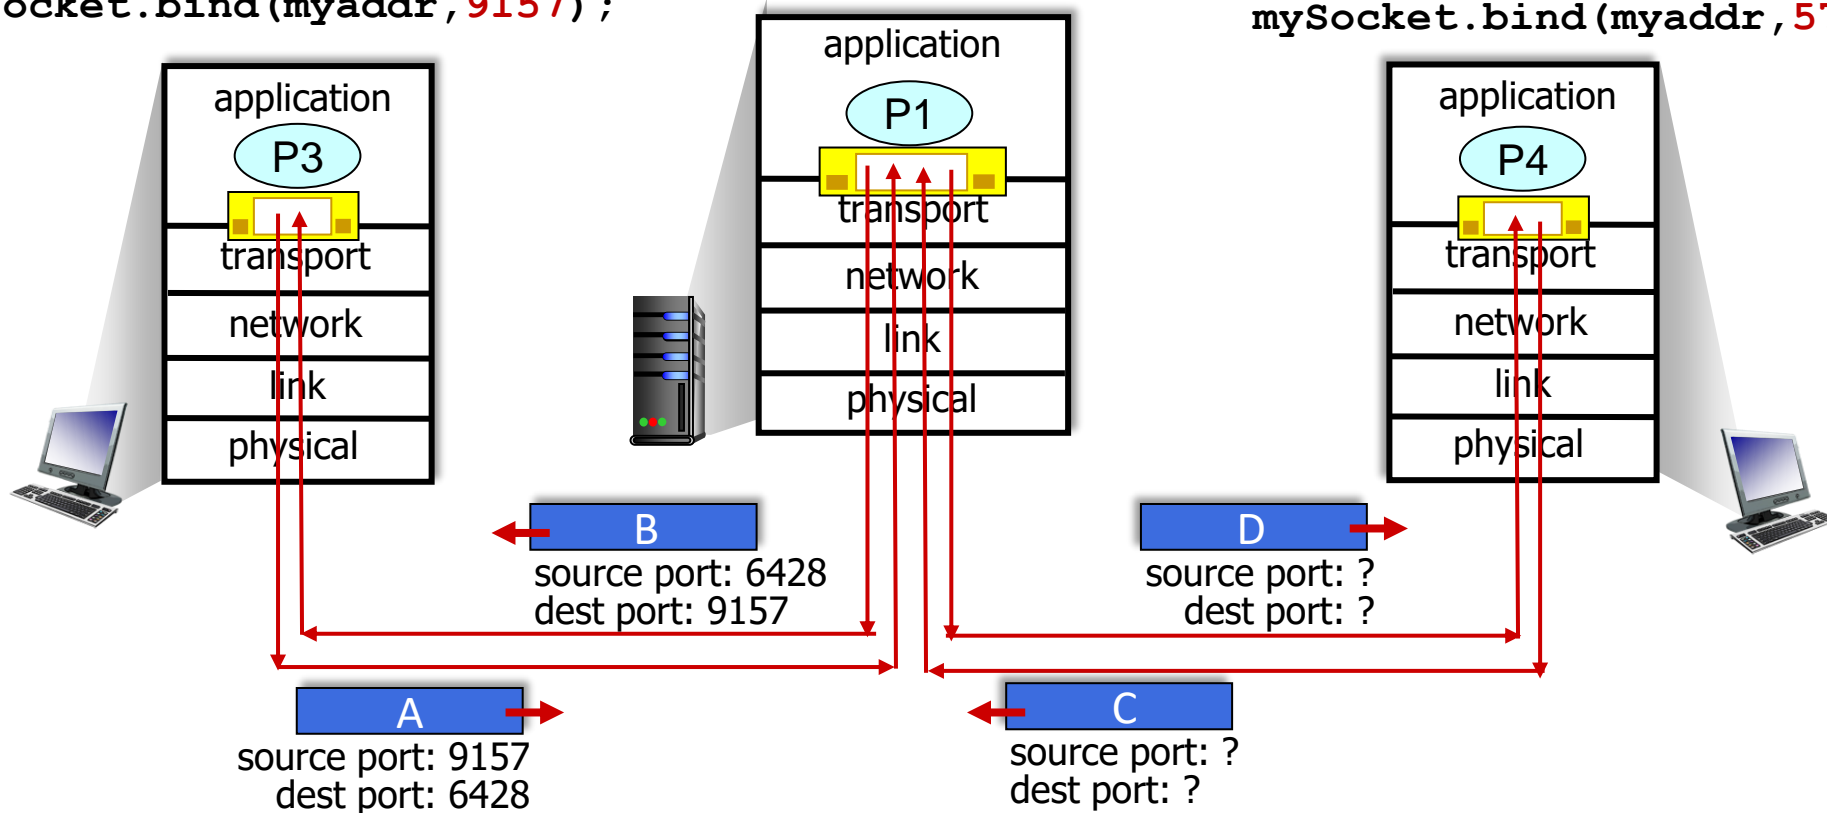 ocket.bind(myaddr,9157);
mySocket.bind(myaddr,57
application
P3
transport
network
link
physical
application
P1
transport
network
link
physical
application
P4
transport
network
link
physical
B
source port: 6428
dest port: 9157
D
source port: ?
dest port: ?
A
source port: 9157
dest port: 6428
C
source port: ?
dest port: ?